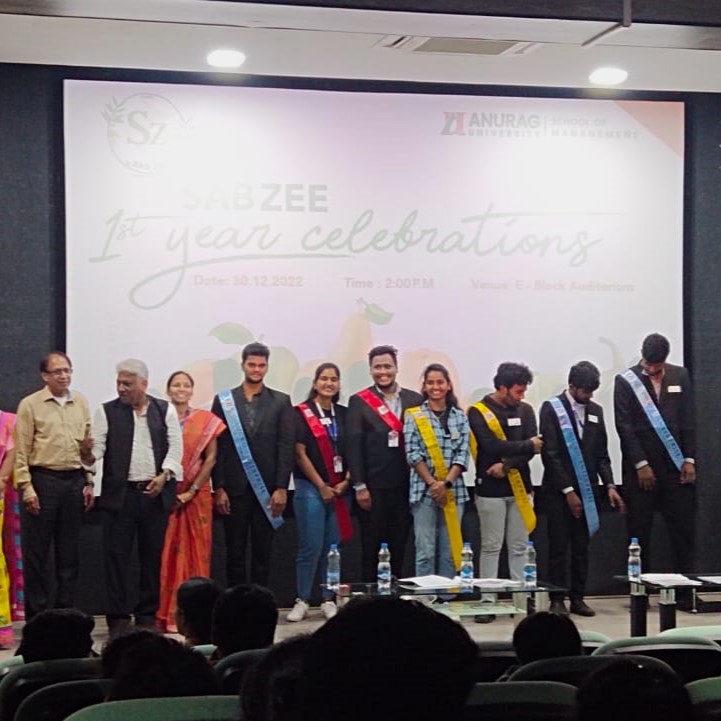 Sz
ANURAG
UNIVERSITY
SCHOOL OF
MANAGEMENT
SAB ZEE
1st year celebrations
Date: 30.12.2022 Time : 2:00P.M Venue: E - Block Auditorium